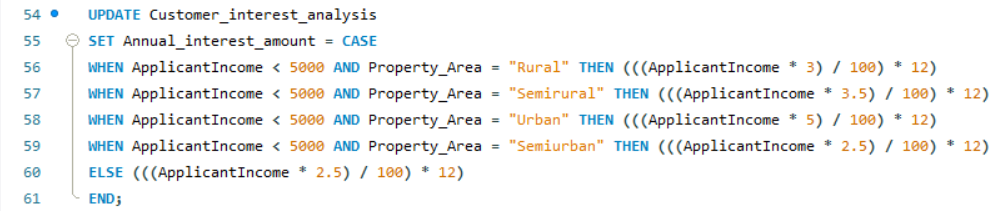 54 UPDATE Customer_interest_analysis
55 SET Annual_interest_amount = CASE
56 WHEN ApplicantIncome < 5000 AND Property_Area = "Rural" THEN (((ApplicantIncome * 3) / 100) * 12)
57 WHEN ApplicantIncome < 5000 AND Property_Area = "Semirural" THEN (((ApplicantIncome * 3.5) / 100) * 12)
58 WHEN ApplicantIncome < 5000 AND Property_Area = "Urban" THEN (((ApplicantIncome * 5) / 100) * 12)
59 WHEN ApplicantIncome < 5000 AND Property_Area = "Semiurban" THEN (((ApplicantIncome * 2.5) / 100) * 12)
60 ELSE (((ApplicantIncome * 2.5) / 100) * 12)
61 END;